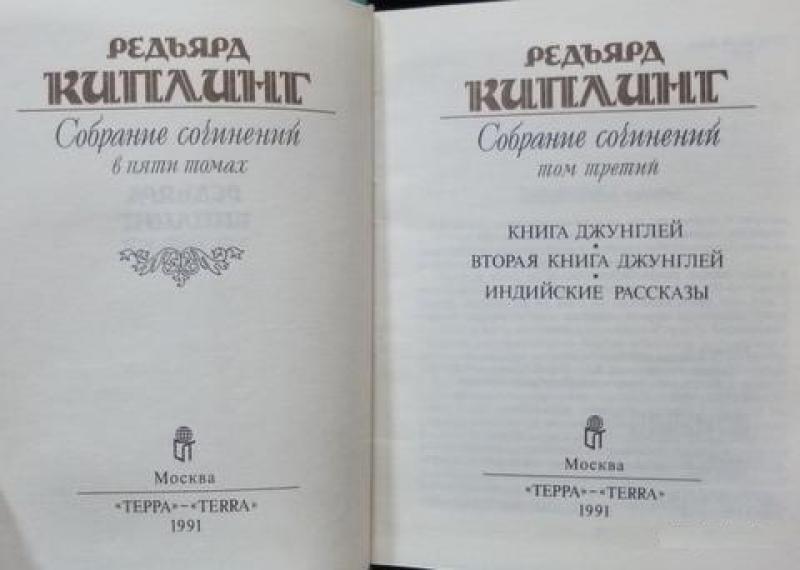 РЕДЬЯРД
КИПЛИНГ
Собрание сочинений
в пяти томах
Москва
«ТЕРРА»–«TERRA»
1991
РЕДЬЯРД
КИПЛИНГ
Собрание сочинений
том третий
КНИГА ДЖУНГЛЕЙ
•
ВТОРАЯ КНИГА ДЖУНГЛЕЙ
•
ИНДИЙСКИЕ РАССКАЗЫ
Москва
«ТЕРРА»–«TERRA»
1991